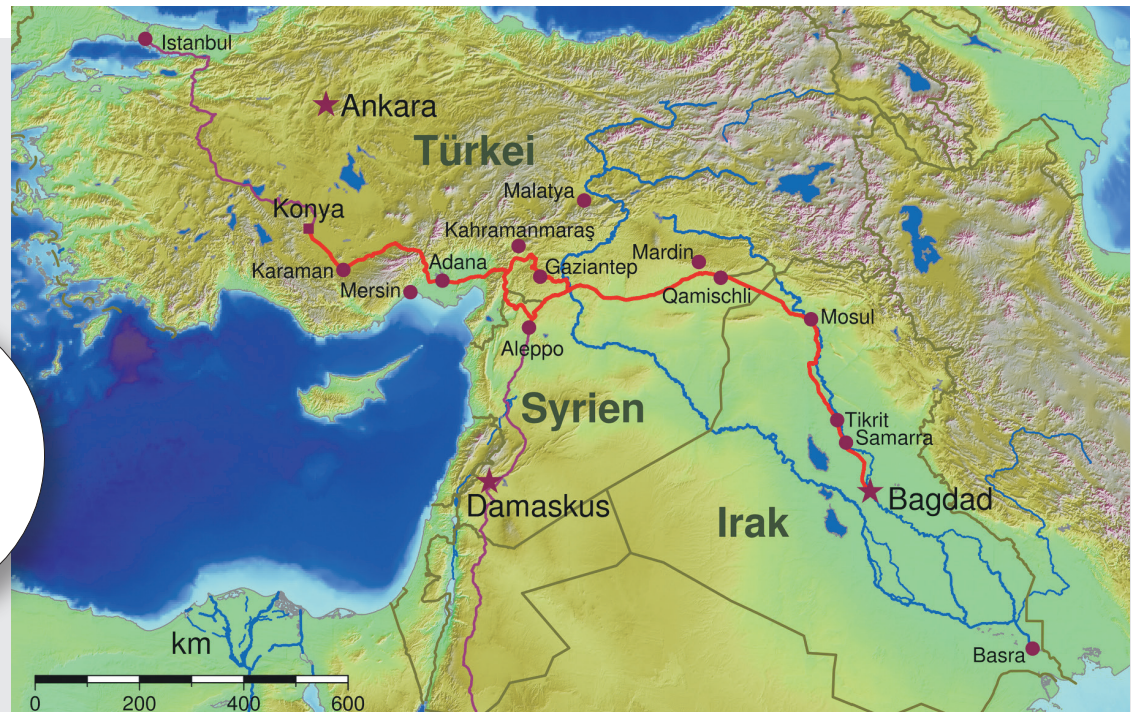 Istanbul
Ankara
Türkei
Malatya
Konya
Kahramanmaraş
Mardin
Adana
Gaziantep
Karaman
Mersin
Qamischli
Mosul
Aleppo
Syrien
Tikrit
Samarra
Damaskus
Bagdad
Irak
km
Basra
0 200 400 600